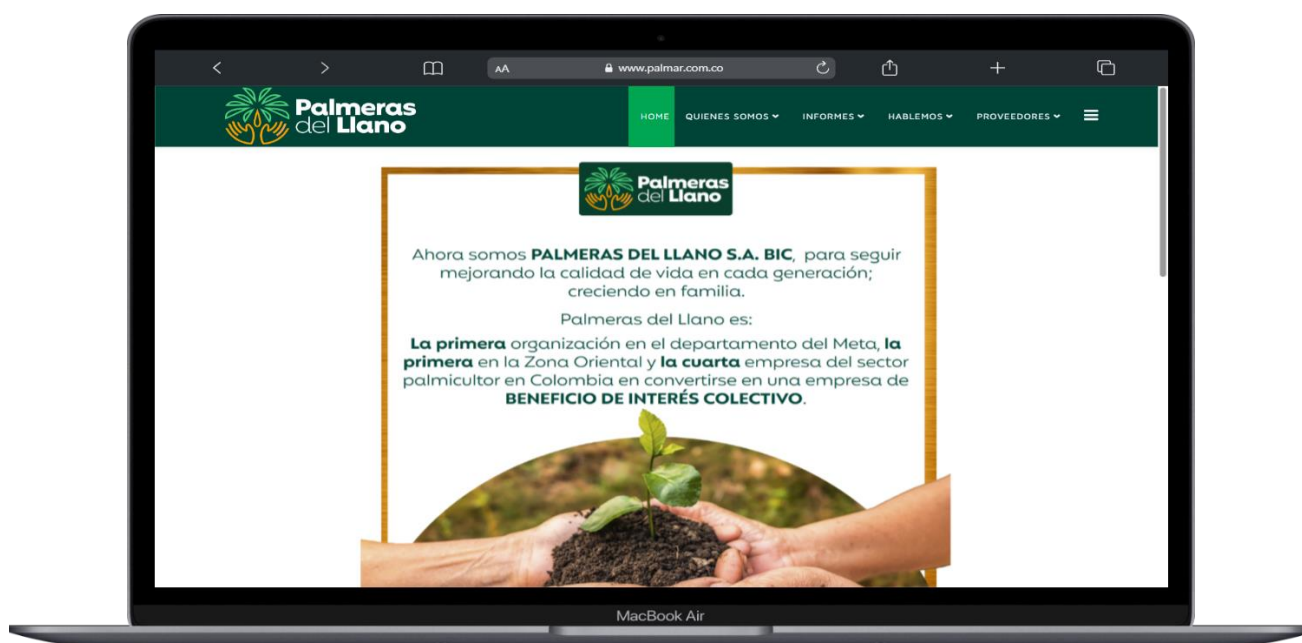 AA www.palmar.com.co
Palmeras
del Llano
HOME QUIENES SOMOS INFORMES HABLEMOS PROVEEDORES
Palmeras
del Llano
Ahora somos PALMERAS DEL LLANO S.A. BIC, para seguir
mejorando la calidad de vida en cada generación;
creciendo en familia.
Palmeras del Llano es:
La primera organización en el departamento del Meta, la
primera en la Zona Oriental y la cuarta empresa del sector
palmicultor en Colombia en convertirse en una empresa de
BENEFICIO DE INTERÉS COLECTIVO.
MacBook Air